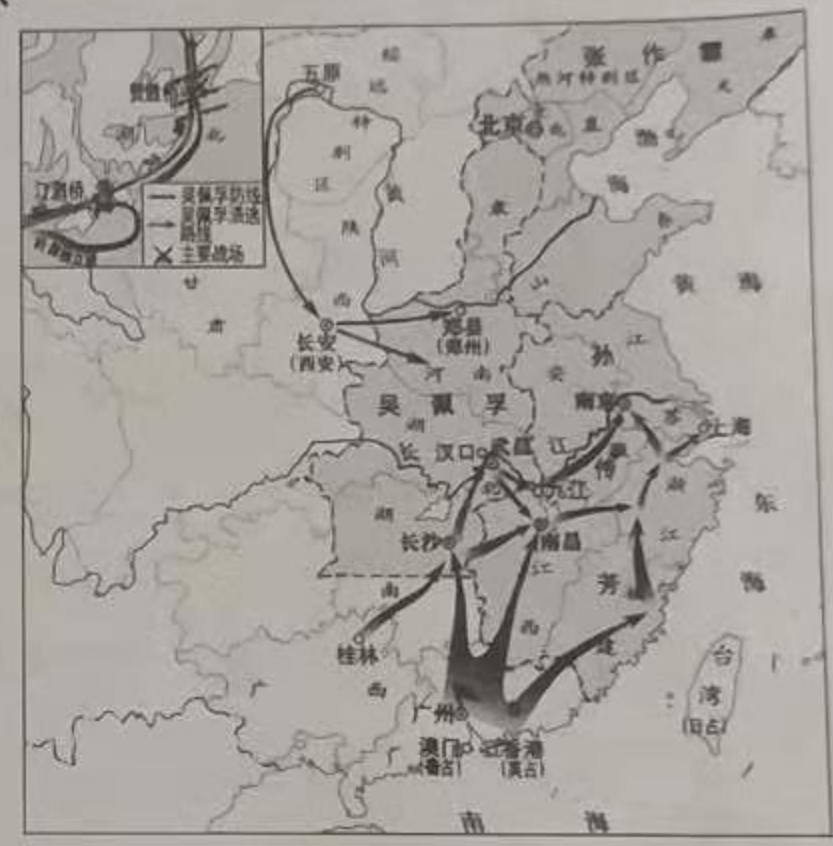 贺胜桥
汀泗桥
北
吴佩孚防线
吴佩孚溃逃
路线
主要战场
五原
绥
远
特
别
区
张作霖
热河特别区
奉
天
北京
直
渤
海
黄
河
陕
西
甘
肃
山
黄海
长安
(西安)
郑县
(郑州)
河南
安
江
孙
吴佩孚
湖
南京
苏
上海
长
汉口
武昌
江
北
九江
传
浙
江
东
海
湖
南
长沙
南昌
江
西
芳
福
建
桂林
广
西
广州
澳门
(葡占)
香港
(英占)
台
湾
(日占)
南海